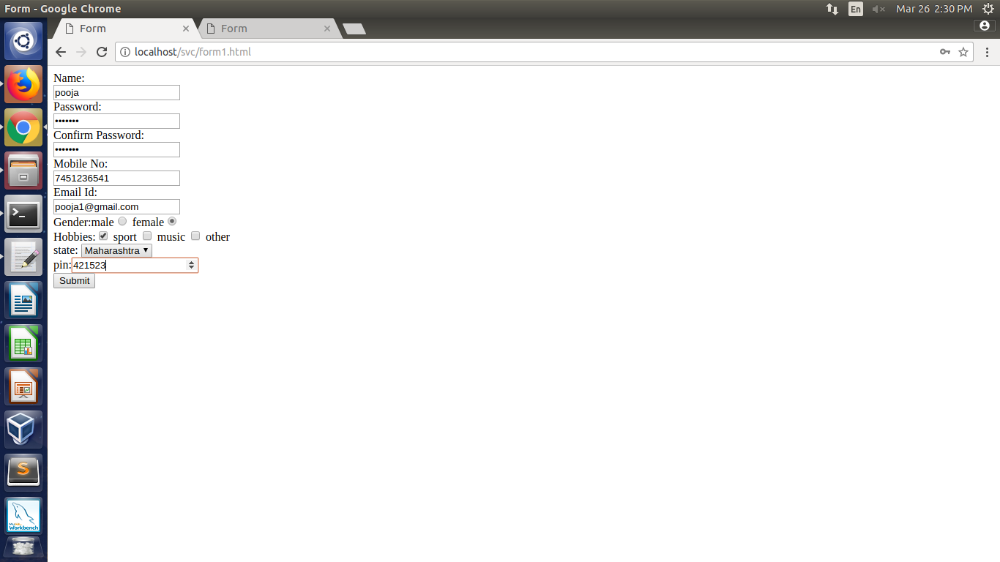 Form - Google Chrome
En
Mar 26 2:30 PM
Form
Form
localhost/svc/form1.html
Name:
pooja
Password:
•••••••
Confirm Password:
•••••••
Mobile No:
7451236541
Email Id:
pooja1@gmail.com
Gender:male female
Hobbies: sport music other
state: Maharashtra
pin:421523
Submit
S
Workbench